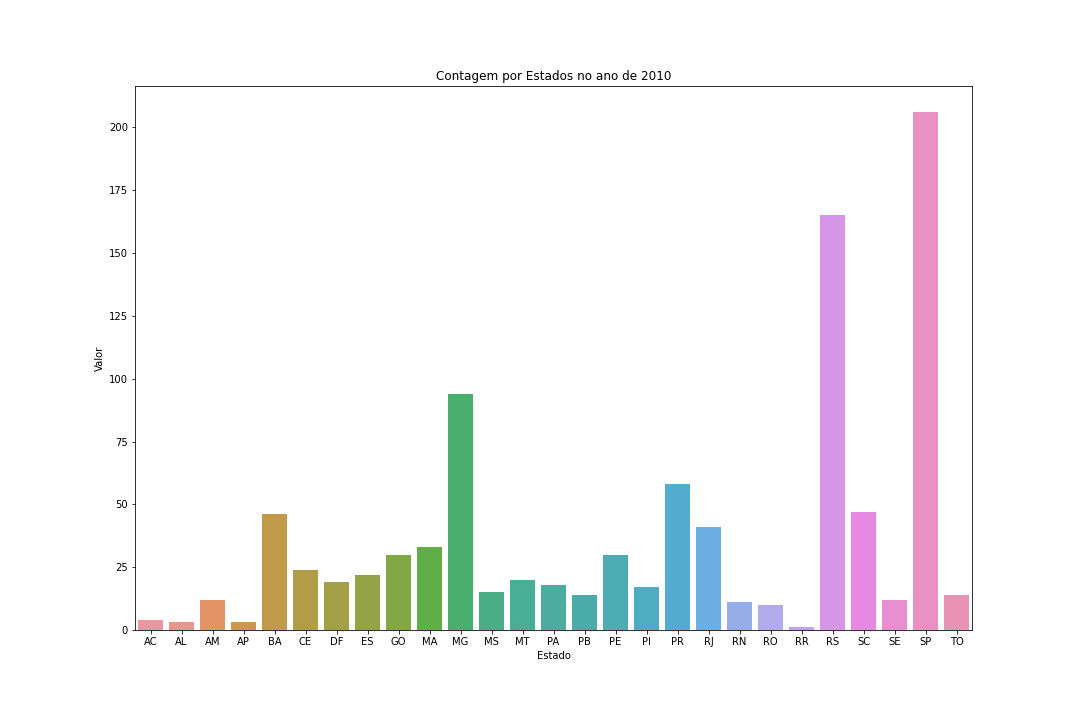 Contagem por Estados no ano de 2010
200
175
150
125
100
75
50
25
0
Valor
AC AL AM AP BA CE DF ES GO MA MG MS MT PA PB PE PI PR RJ RN RO RR RS SC SE SP TO
Estado